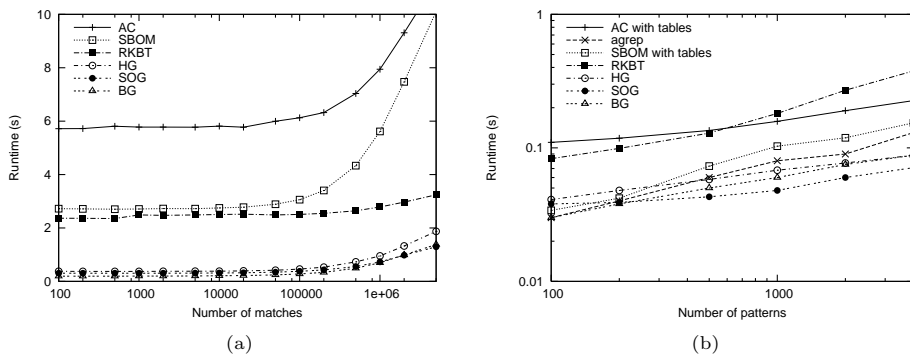 10
8
6
4
2
0
Runtime (s)
AC
SBOM
RKBT
HG
SOG
BG
100
1000
10000
100000
1e+06
Number of matches
(a)
1
0.1
0.01
Runtime (s)
AC with tables
agrep
SBOM with tables
RKBT
HG
SOG
BG
100
1000
Number of patterns
(b)